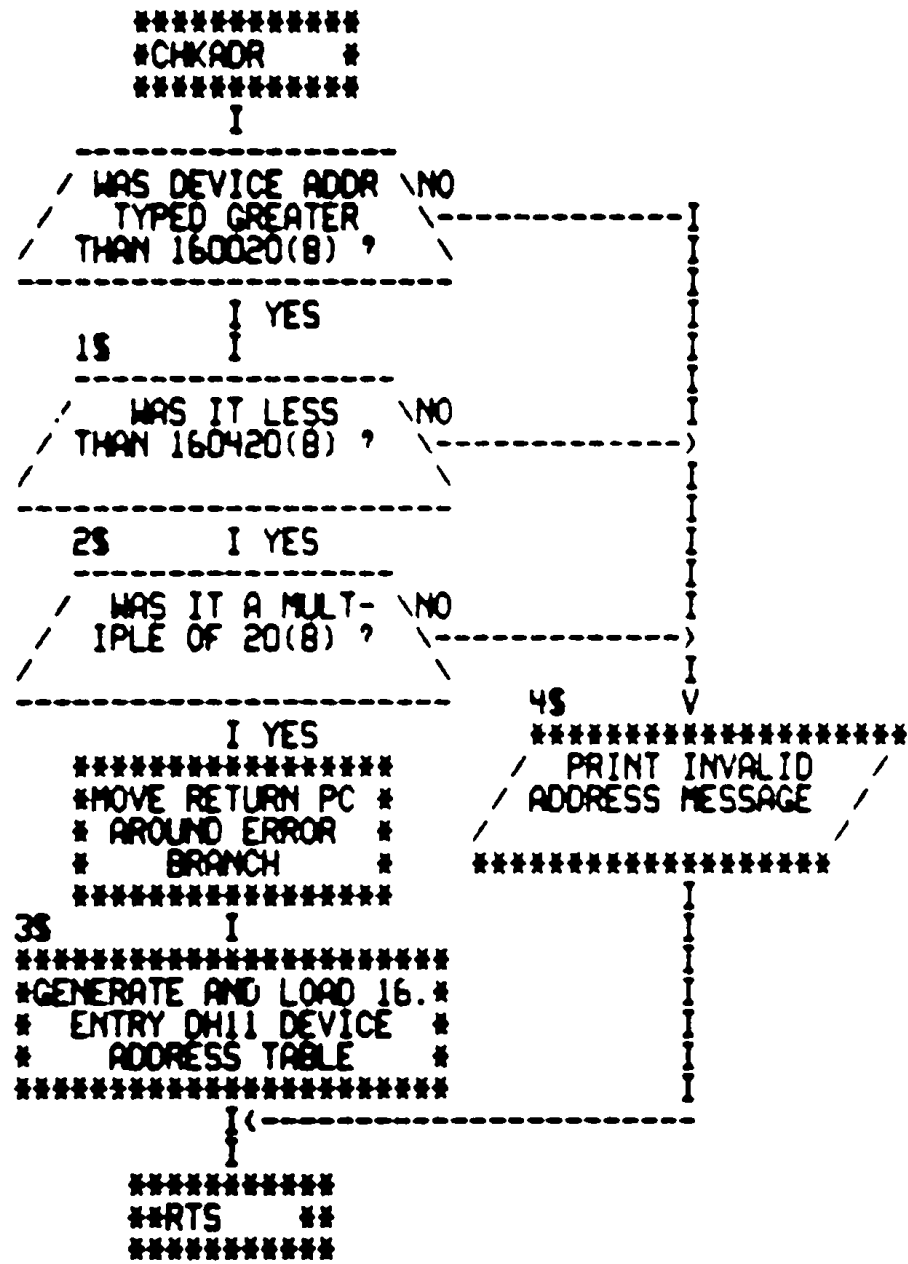 ************
*CHKADR    *
************
I
-----------------
/ WAS DEVICE ADDR \NO
/ TYPED GREATER \--------------I
/ THAN 160020(8) ? \ I
------------------------ I
I YES I
1$ I I
----------------- I
/ WAS IT LESS \NO I
/ THAN 160420(8) ? \--------------)
/ \ I
------------------------ I
2$ I YES I
----------------- I
/ WAS IT A MULT- \NO I
/ IPLE OF 20(8) ? \--------------)
/ \ I
------------------------ 4$ V
I YES ********************
***************** / PRINT INVALID /
*MOVE RETURN PC * / ADDRESS MESSAGE /
* AROUND ERROR * / /
* BRANCH * *******************
***************** I
3$ I I
*********************** I
*GENERATE AND LOAD 16.* I
* ENTRY DH11 DEVICE * I
* ADDRESS TABLE * I
*********************** I
I(------------------------
I
***********
**RTS    **
***********